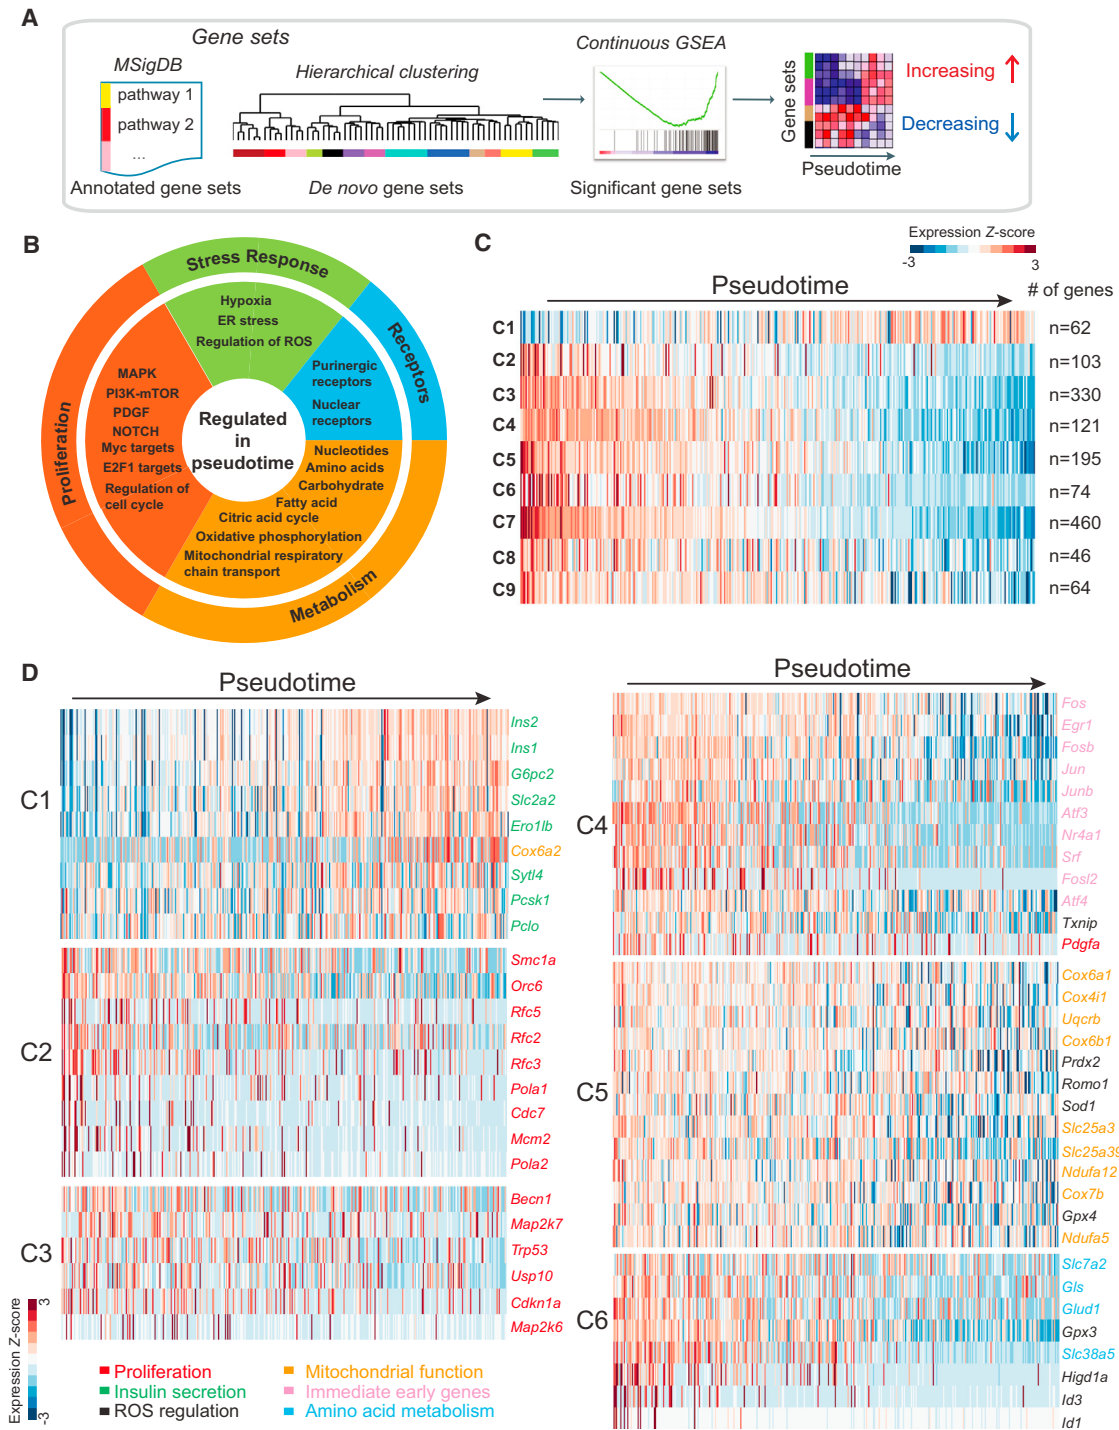 A
Gene sets
MSigDB
pathway 1
pathway 2
...
Annotated gene sets
Hierarchical clustering
De novo gene sets
Continuous GSEA
Significant gene sets
Gene sets
Increasing
Decreasing
Pseudotime
B
Stress Response
Receptors
Metabolism
Proliferation
Hypoxia
ER stress
Regulation of ROS
Purinergic
receptors
Nuclear
receptors
MAPK
PI3K-mTOR
PDGF
NOTCH
Myc targets
E2F1 targets
Regulation of
cell cycle
Regulated
in
pseudotime
Nucleotides
Amino acids
Carbohydrate
Fatty acid
Citric acid cycle
Oxidative phosphorylation
Mitochondrial respiratory
chain transport
C
Expression Z-score
-3 3
Pseudotime
# of genes
C1 n=62
C2 n=103
C3 n=330
C4 n=121
C5 n=195
C6 n=74
C7 n=460
C8 n=46
C9 n=64
D
Pseudotime
C1
Ins2
Ins1
G6pc2
Slc2a2
Ero1lb
Cox6a2
Sytl4
Pcsk1
Pclo
C2
Smc1a
Orc6
Rfc5
Rfc2
Rfc3
Pola1
Cdc7
Mcm2
Pola2
C3
Becn1
Map2k7
Trp53
Usp10
Cdkn1a
Map2k6
Expression Z-score
3
-3
Proliferation
Insulin secretion
ROS regulation
Mitochondrial function
Immediate early genes
Amino acid metabolism
Pseudotime
C4
Fos
Egr1
Fosb
Jun
Junb
Atf3
Nr4a1
Srf
Fosl2
Atf4
Txnip
Pdgfa
C5
Cox6a1
Cox4i1
Uqcrb
Cox6b1
Prdx2
Romo1
Sod1
Slc25a3
Slc25a39
Ndufa12
Cox7b
Gpx4
Ndufa5
C6
Slc7a2
Gls
Glud1
Gpx3
Slc38a5
Higd1a
Id3
Id1